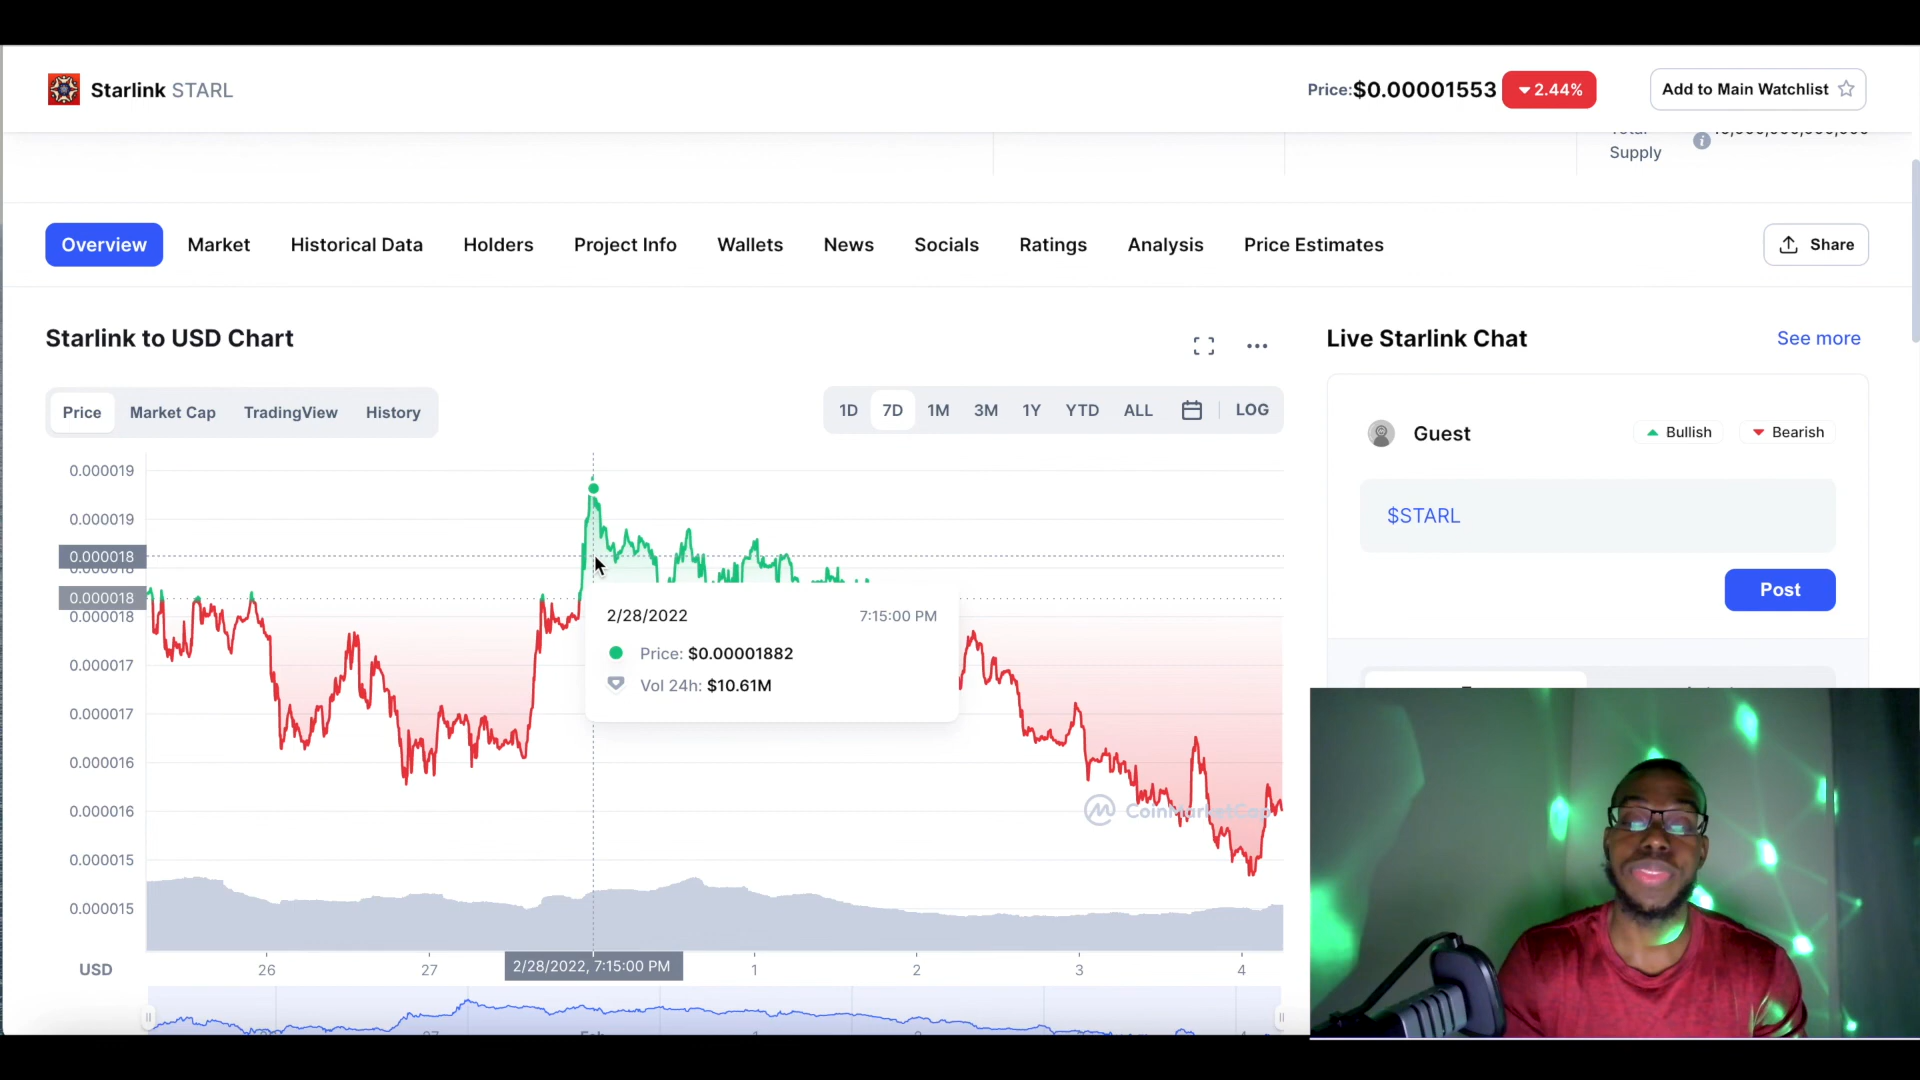 Starlink STARL
Price:$0.00001553
2.44%
Add to Main Watchlist
Supply
Overview
Market
Historical Data
Holders
Project Info
Wallets
News
Socials
Ratings
Analysis
Price Estimates
Share
Starlink to USD Chart
Live Starlink Chat
See more
Price
Market Cap
TradingView
History
1D
7D
1M
3M
1Y
YTD
ALL
LOG
Guest
Bullish
Bearish
$STARL
Post
0.000019
0.000019
0.000018
0.000018
0.000018
0.000017
0.000017
0.000016
0.000016
0.000015
0.000015
2/28/2022
7:15:00 PM
Price: $0.00001882
Vol 24h: $10.61M
CoinMarketCap
USD
26
27
2/28/2022, 7:15:00 PM
1
2
3
4